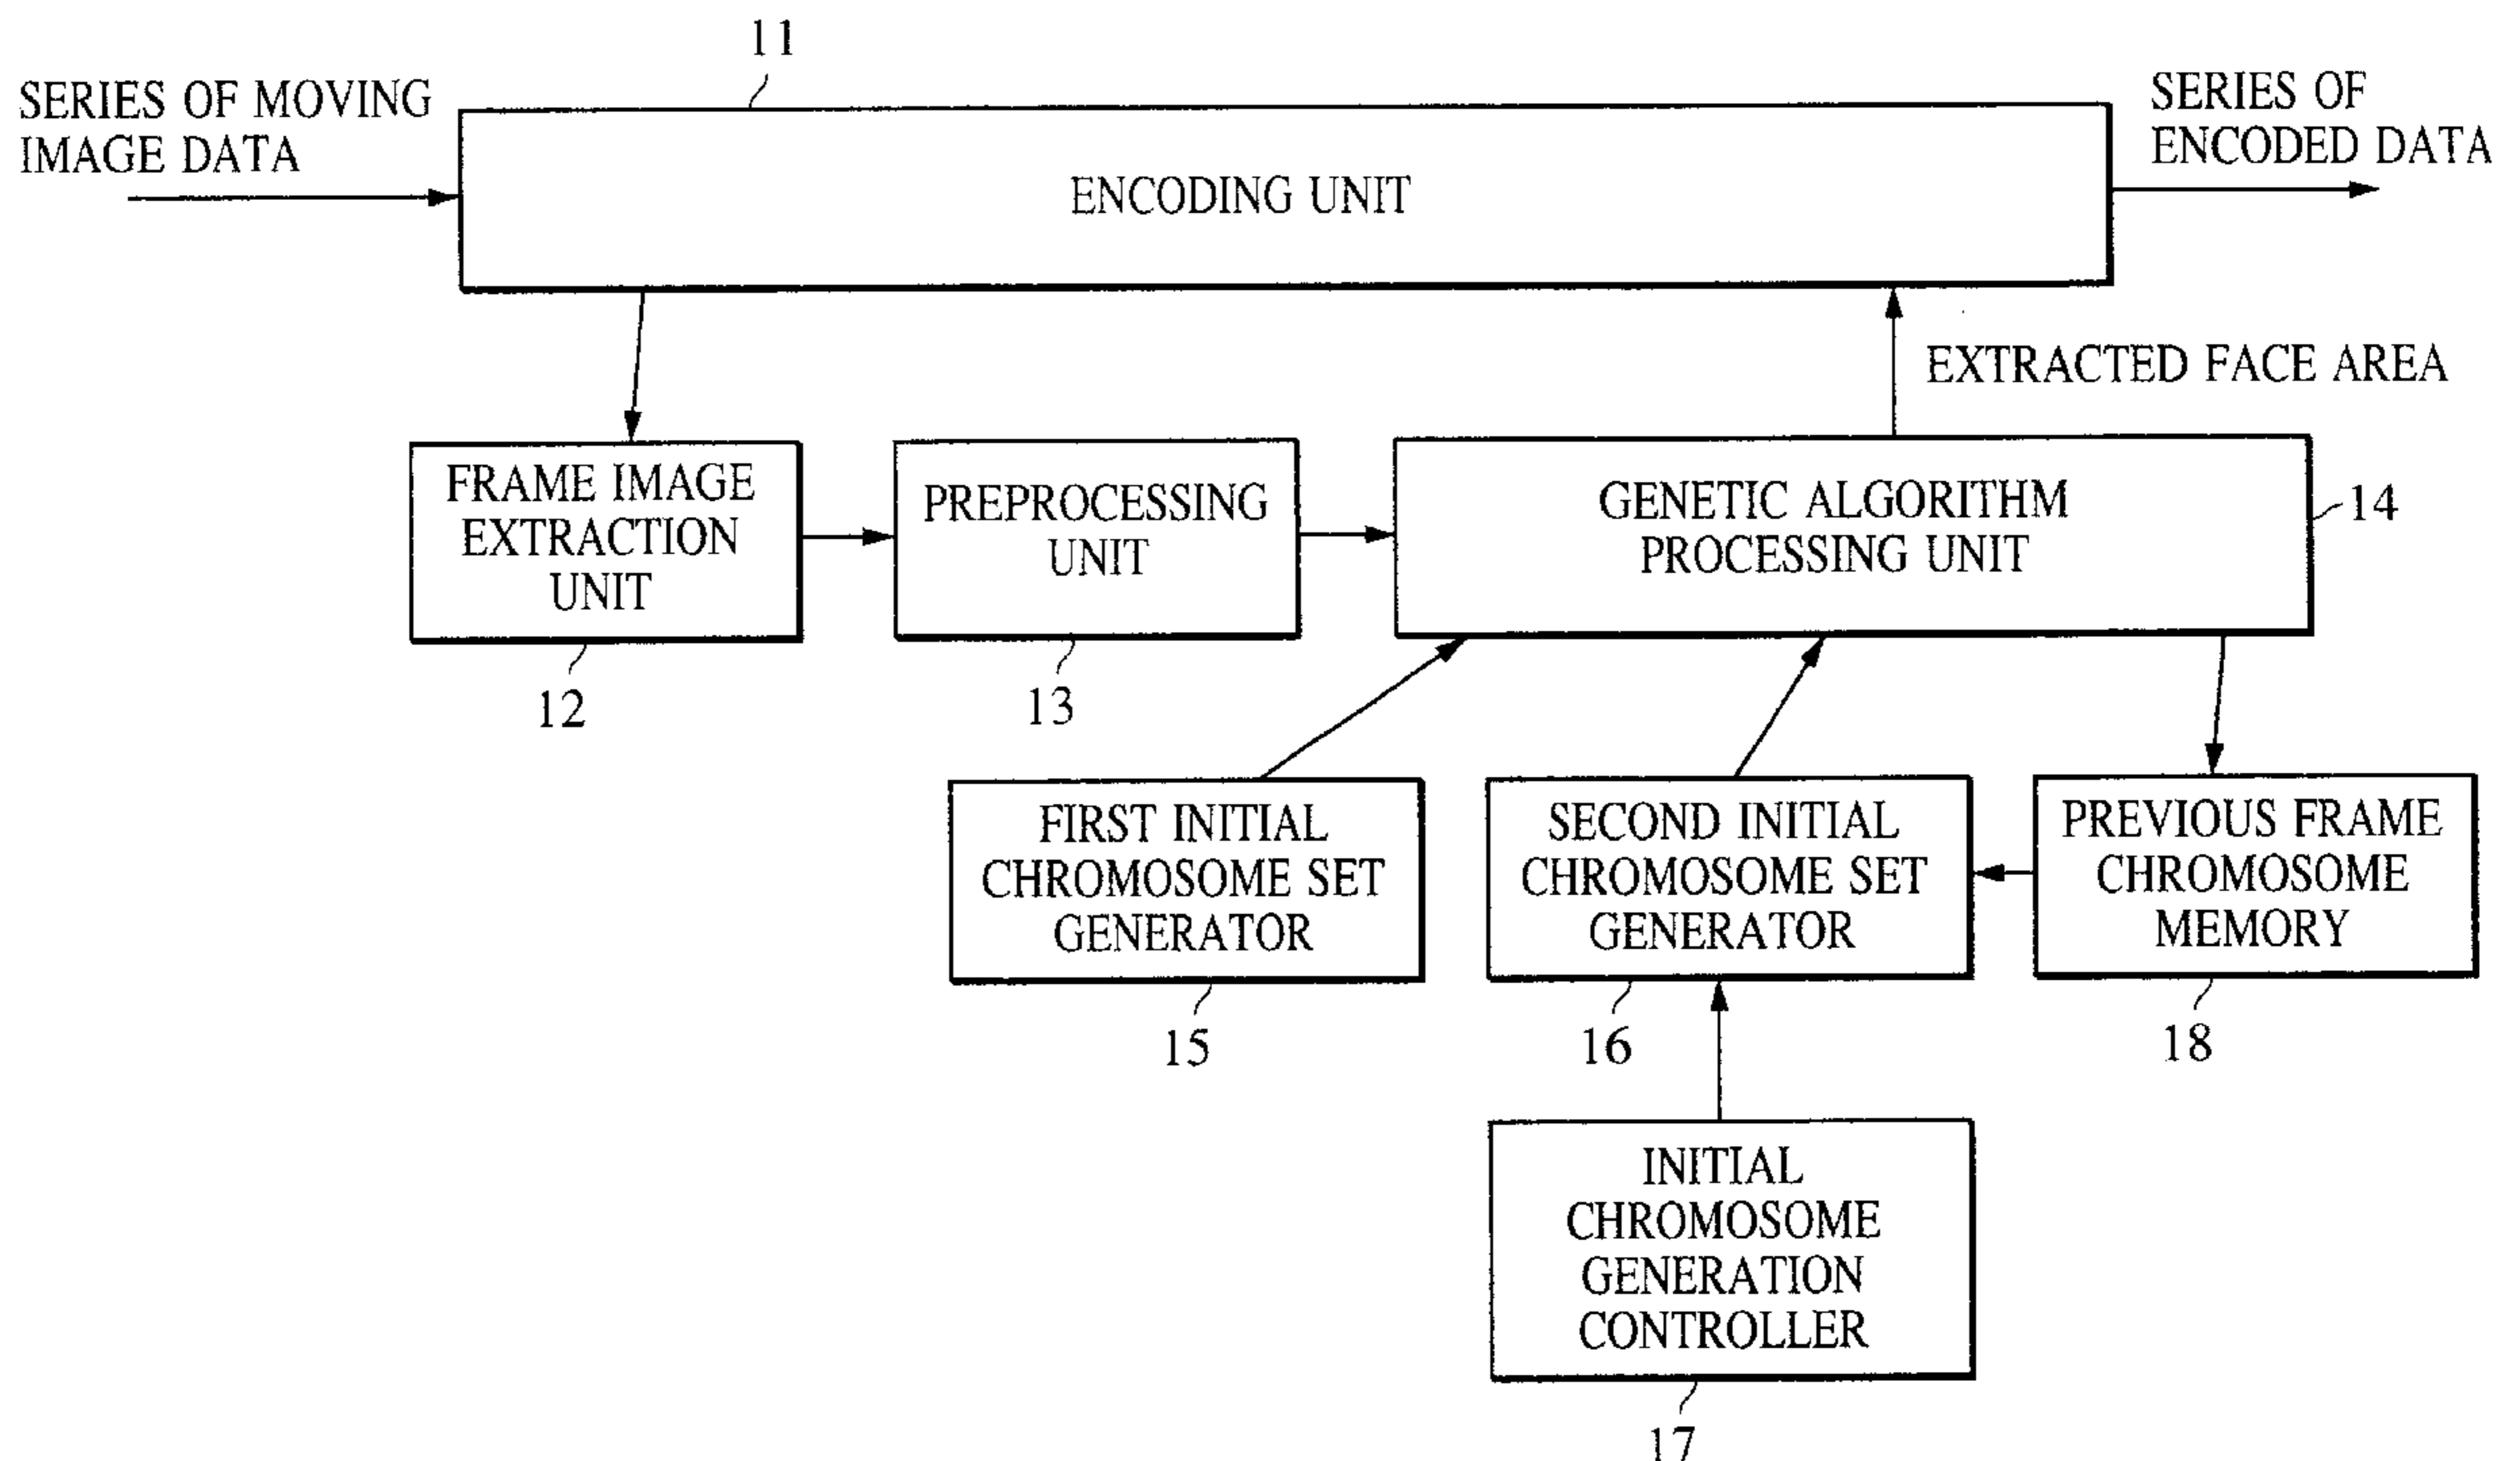 11
SERIES OF MOVING
IMAGE DATA
SERIES OF
ENCODED DATA
ENCODING UNIT
EXTRACTED FACE AREA
FRAME IMAGE
EXTRACTION
UNIT
PREPROCESSING
UNIT
GENETIC ALGORITHM
PROCESSING UNIT
14
12
13
FIRST INITIAL
CHROMOSOME SET
GENERATOR
SECOND INITIAL
CHROMOSOME SET
GENERATOR
PREVIOUS FRAME
CHROMOSOME
MEMORY
15
16
18
INITIAL
CHROMOSOME
GENERATION
CONTROLLER
17